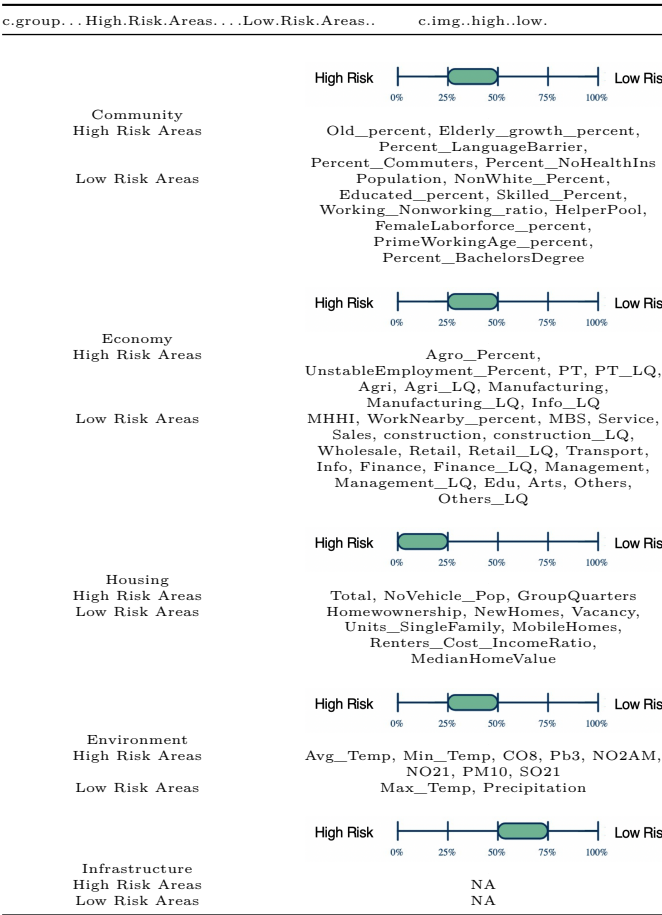 c.group...High.Risk.Areas....Low.Risk.Areas.. c.img..high..low.
High Risk Low Ris
0% 25% 50% 75% 100%
Community
High Risk Areas Old_percent, Elderly_growth_percent,
Percent_LanguageBarrier,
Percent_Commuters, Percent_NoHealthIns
Low Risk Areas Population, NonWhite_Percent,
Educated_percent, Skilled_Percent,
Working_Nonworking_ratio, HelperPool,
FemaleLaborforce_percent,
PrimeWorkingAge_percent,
Percent_BachelorsDegree
High Risk Low Ris
0% 25% 50% 75% 100%
Economy
High Risk Areas Agro_Percent,
UnstableEmployment_Percent, PT, PT_LQ,
Agri, Agri_LQ, Manufacturing,
Manufacturing_LQ, Info_LQ
Low Risk Areas MHHI, WorkNearby_percent, MBS, Service,
Sales, construction, construction_LQ,
Wholesale, Retail, Retail_LQ, Transport,
Info, Finance, Finance_LQ, Management,
Management_LQ, Edu, Arts, Others,
Others_LQ
High Risk Low Ris
0% 25% 50% 75% 100%
Housing
High Risk Areas Total, NoVehicle_Pop, GroupQuarters
Low Risk Areas Homewownership, NewHomes, Vacancy,
Units_SingleFamily, MobileHomes,
Renters_Cost_IncomeRatio,
MedianHomeValue
High Risk Low Ris
0% 25% 50% 75% 100%
Environment
High Risk Areas Avg_Temp, Min_Temp, CO8, Pb3, NO2AM,
NO21, PM10, SO21
Low Risk Areas Max_Temp, Precipitation
High Risk Low Ris
0% 25% 50% 75% 100%
Infrastructure
High Risk Areas NA
Low Risk Areas NA